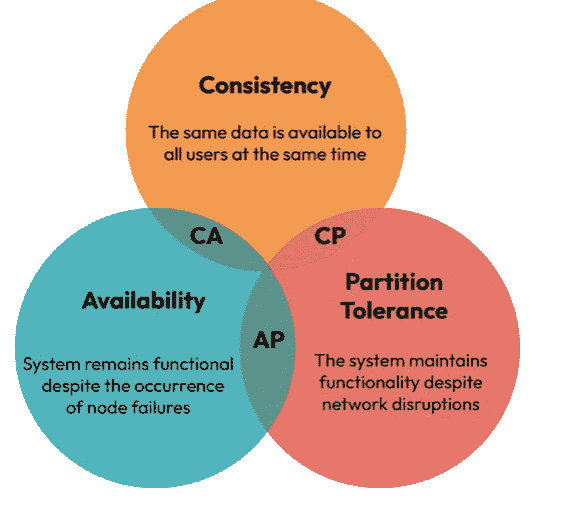 Consistency
The same data is available to
all users at the same time
CA
CP
Availability
System remains functional
despite the occurrence
of node failures
AP
Partition
Tolerance
The system maintains
functionality despite
network disruptions